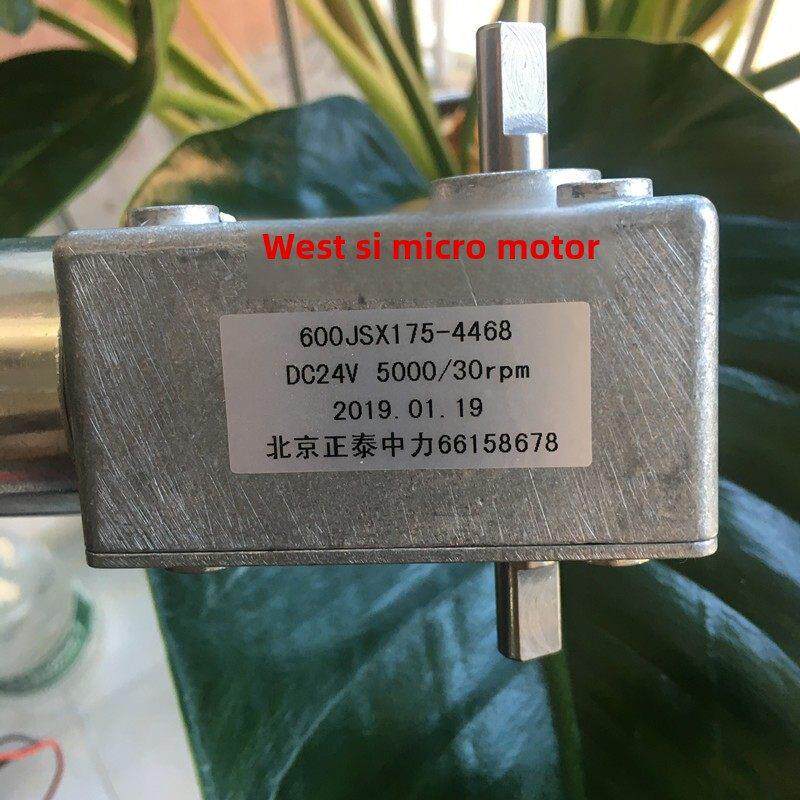 West si micro motor
600JSX175-4468
DC24V 5000/30rpm
2019.01.19
北京正泰中力66158678